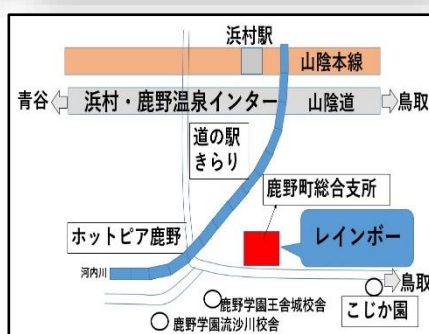 浜村駅
山陰本線
青谷
浜村・鹿野温泉インター
山陰道
鳥取
道の駅
きらり
鹿野町総合支所
ホットピア鹿野
レインボー
河内川
鳥取
鹿野学園王舎城校舎
こじか園
鹿野学園流沙川校舎